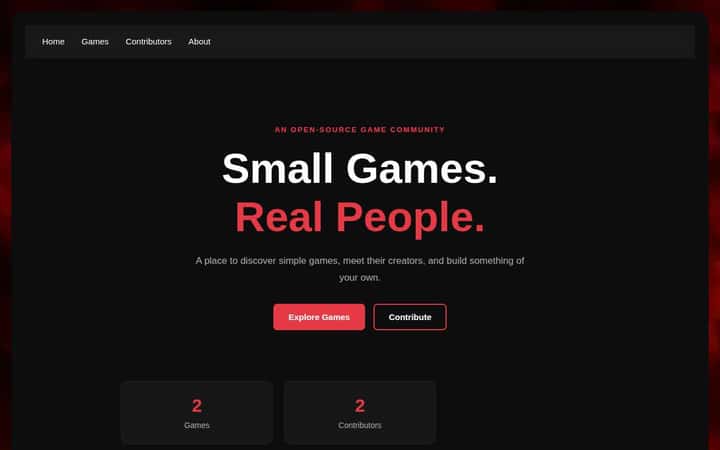 Home Games Contributors About
AN OPEN-SOURCE GAME COMMUNITY
Small Games.
Real People.
A place to discover simple games, meet their creators, and build something of
your own.
Explore Games Contribute
2 2
Games Contributors